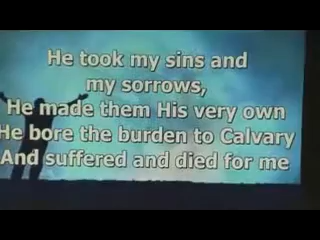 He took my sins and
my sorrows,
He made them His very own
He bore the burden to Calvary
And suffered and died for me